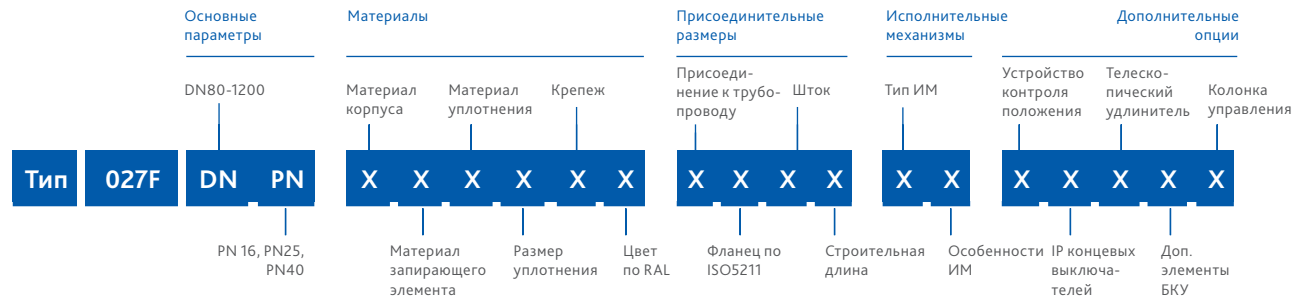 Основные
параметры
Материалы
Присоединительные
размеры
Исполнительные
механизмы
Дополнительные
опции
DN80-1200
Материал
корпуса
Материал
уплотнения
Крепеж
Присоеди-
нение к трубо-
проводу
Шток
Тип ИМ
Устройство
контроля
положения
Телеско-
пический
удлинитель
Колонка
управления
Тип 027F DN PN X X X X X X X X X X X X X X X X X
PN 16, PN25,
PN40
Материал
запирающего
элемента
Размер
уплотнения
Цвет
по RAL
Фланец по
ISO5211
Строительная
длина
Особенности
ИМ
IP концевых
выключа-
телей
Доп.
элементы
БКУ